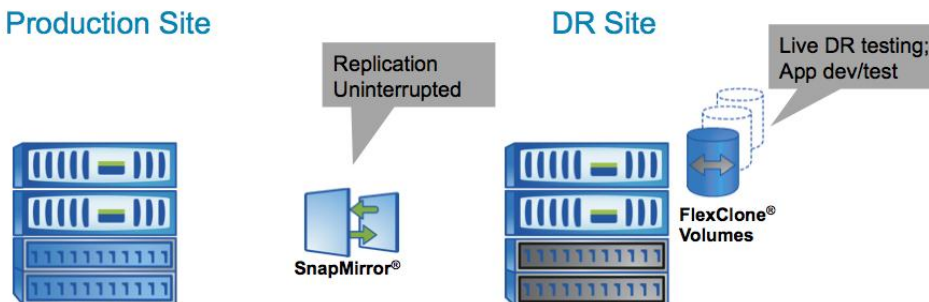 Production Site
DR Site
Replication
Uninterrupted
Live DR testing;
App dev/test
FlexClone®
Volumes
SnapMirror®